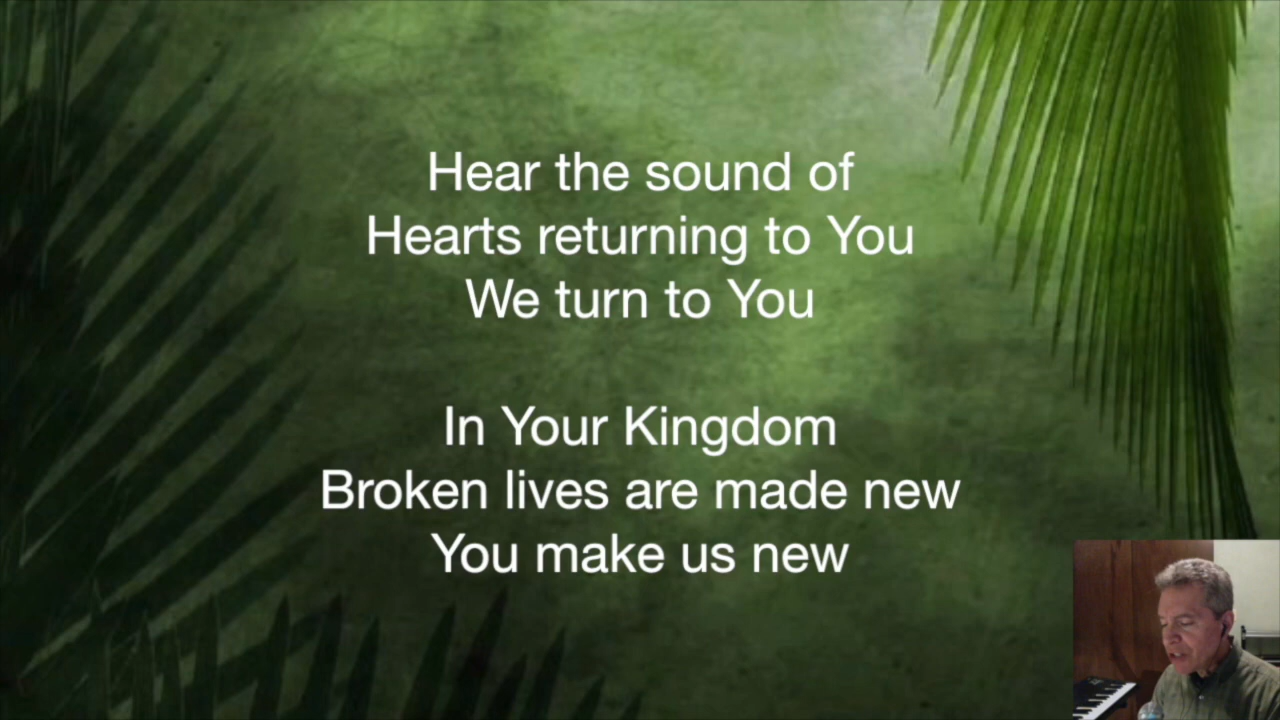 Hear the sound of
Hearts returning to You
We turn to You
In Your Kingdom
Broken lives are made new
You make us new